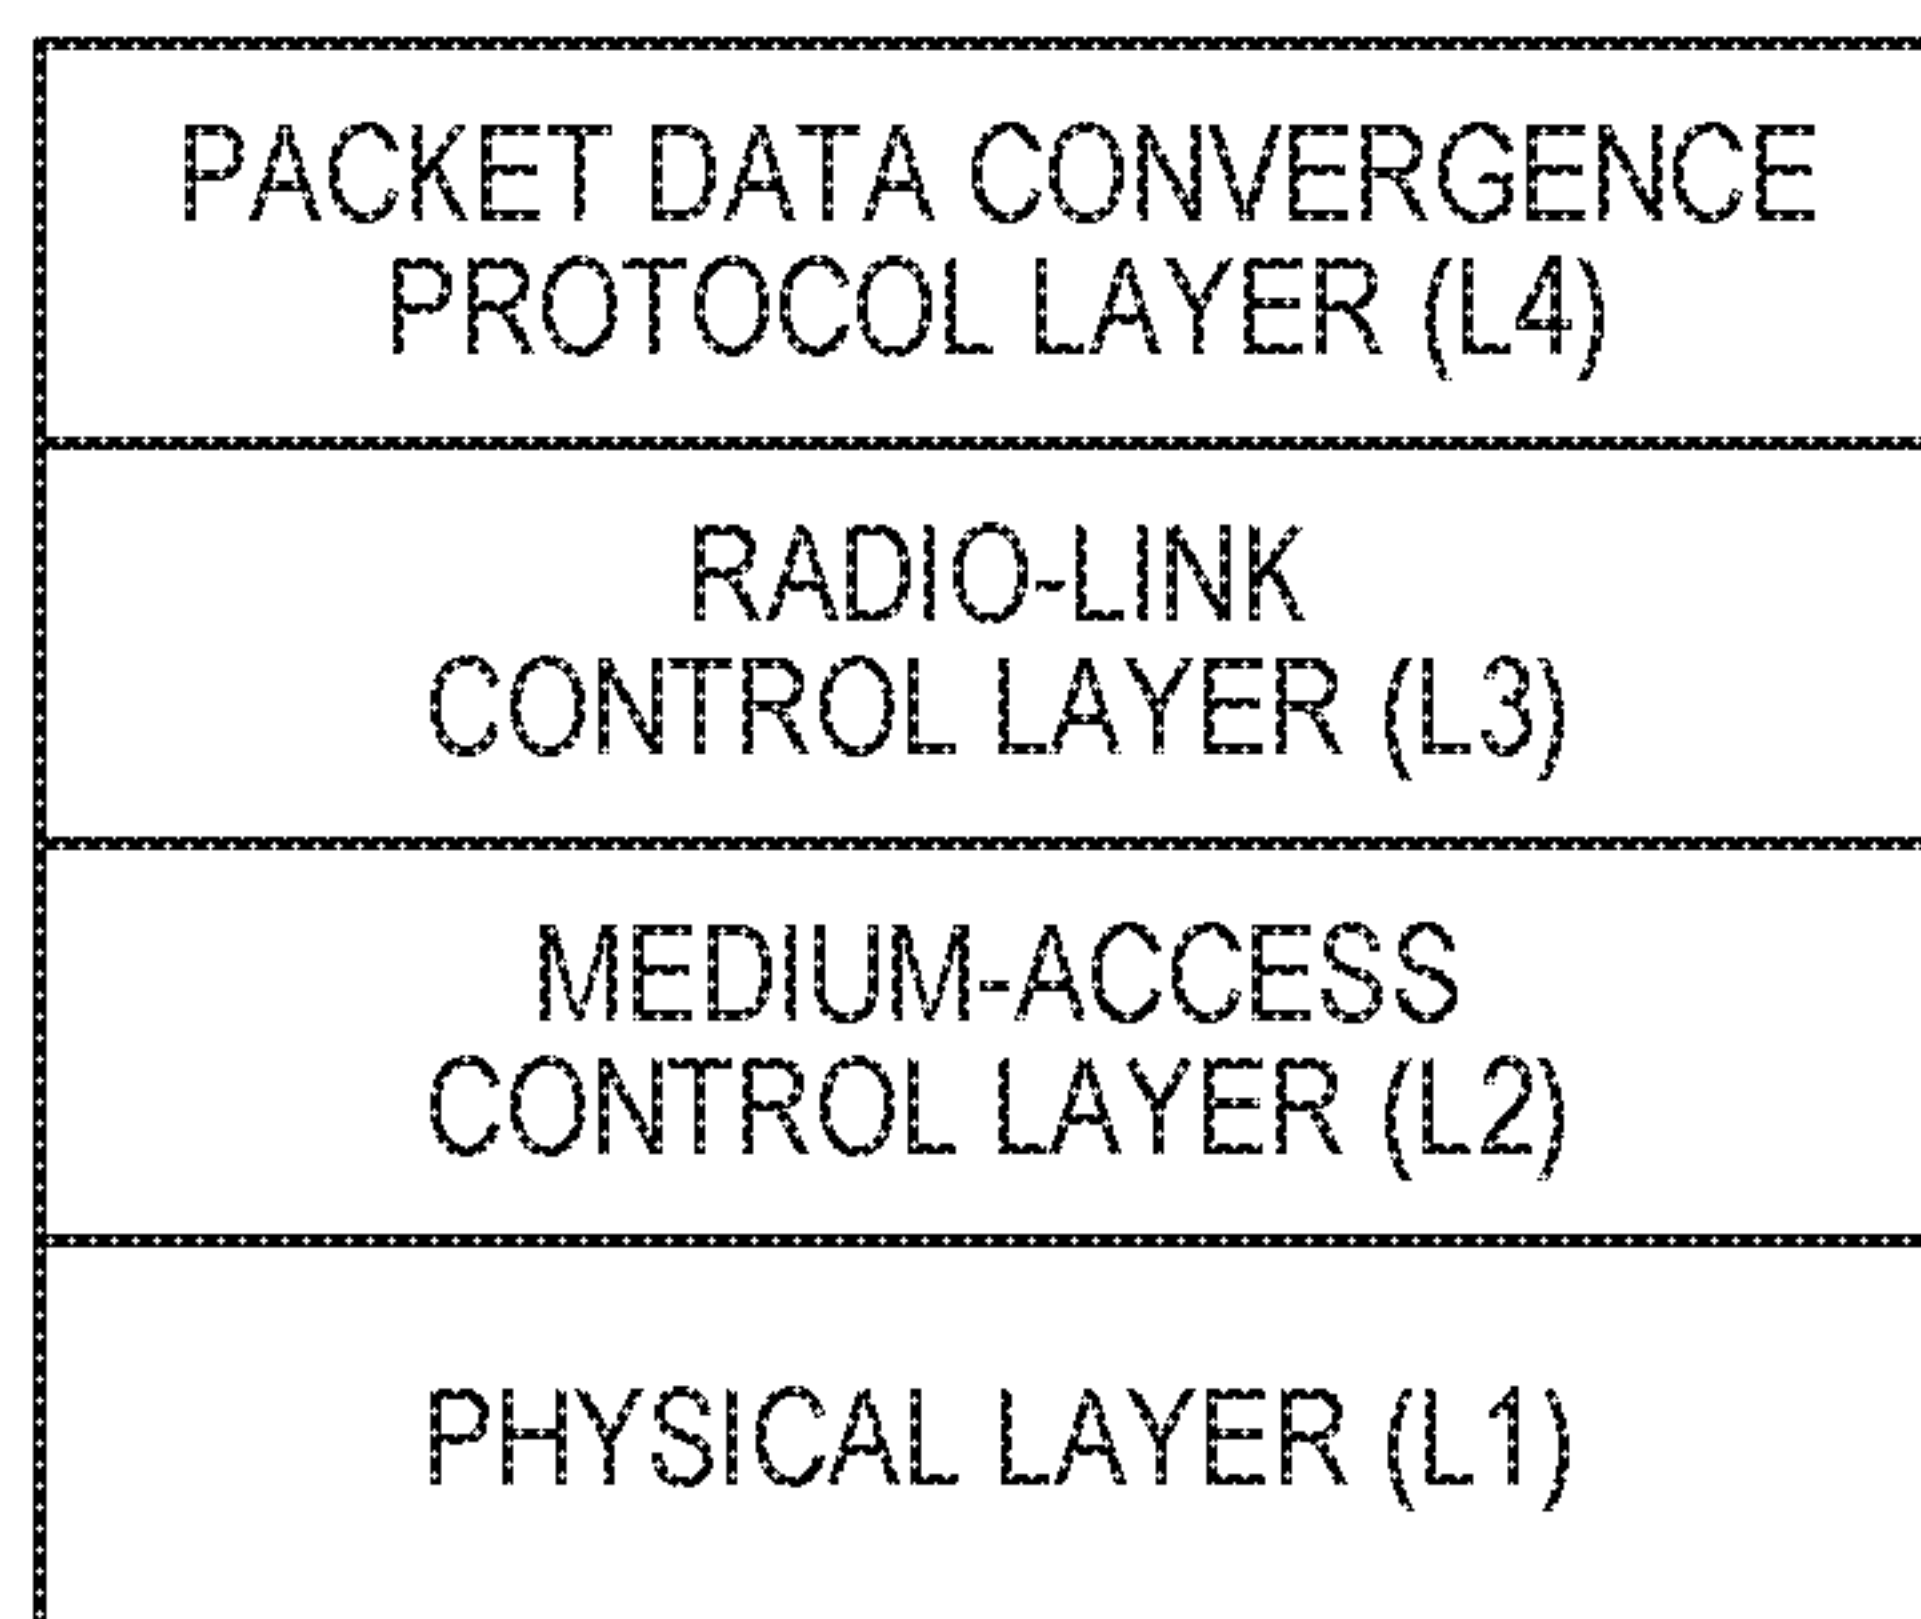 PACKET DATA CONVERGENCE
PROTOCOL LAYER (L4)
RADIO-LINK
CONTROL LAYER (L3)
MEDIUM-ACCESS
CONTROL LAYER (L2)
PHYSICAL LAYER (L1)